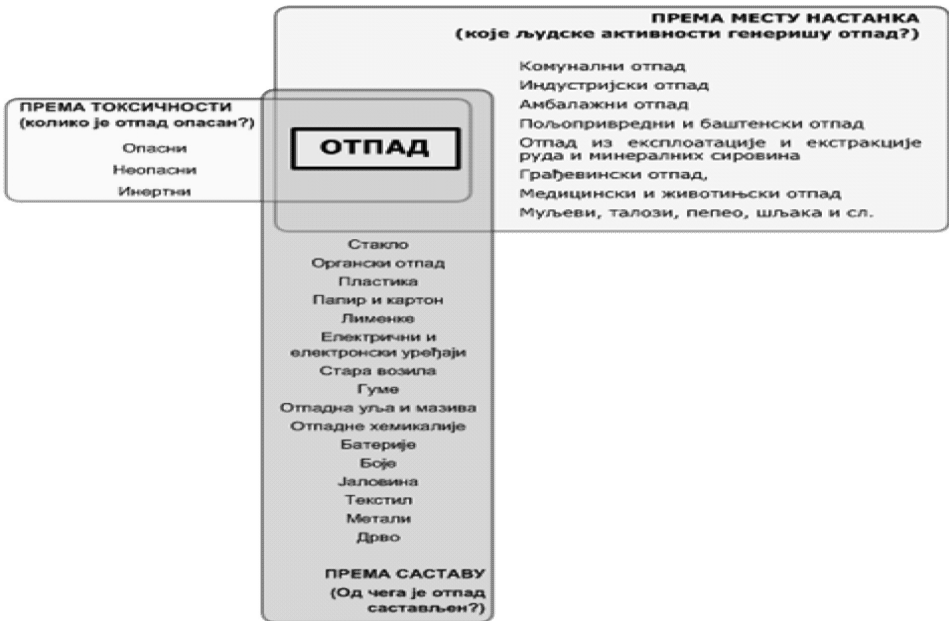 ПРЕМА МЕСТУ НАСТАНКА
(које људске активности генеришу отпад?)
Комунални отпад
Индустријски отпад
Амбалажни отпад
Пољопривредни и баштенски отпад
Отпад из експлоатације и екстракције
руда и минералних сировина
Грађевински отпад,
Медицински и животињски отпад
Муљеви, талози, пепео, шљака и сл.
ПРЕМА ТОКСИЧНОСТИ
(колико је отпад опасан?)
Опасни
Неопасни
Инертни
ОТПАД
Стакло
Органски отпад
Пластика
Папир и картон
Лименке
Електрични и
електронски уређаји
Стара возила
Гуме
Отпадна уља и мазива
Отпадне хемикалије
Батерије
Боје
Јаловина
Текстил
Метали
Дрво
ПРЕМА САСТАВУ
(Од чега је отпад
састављен?)